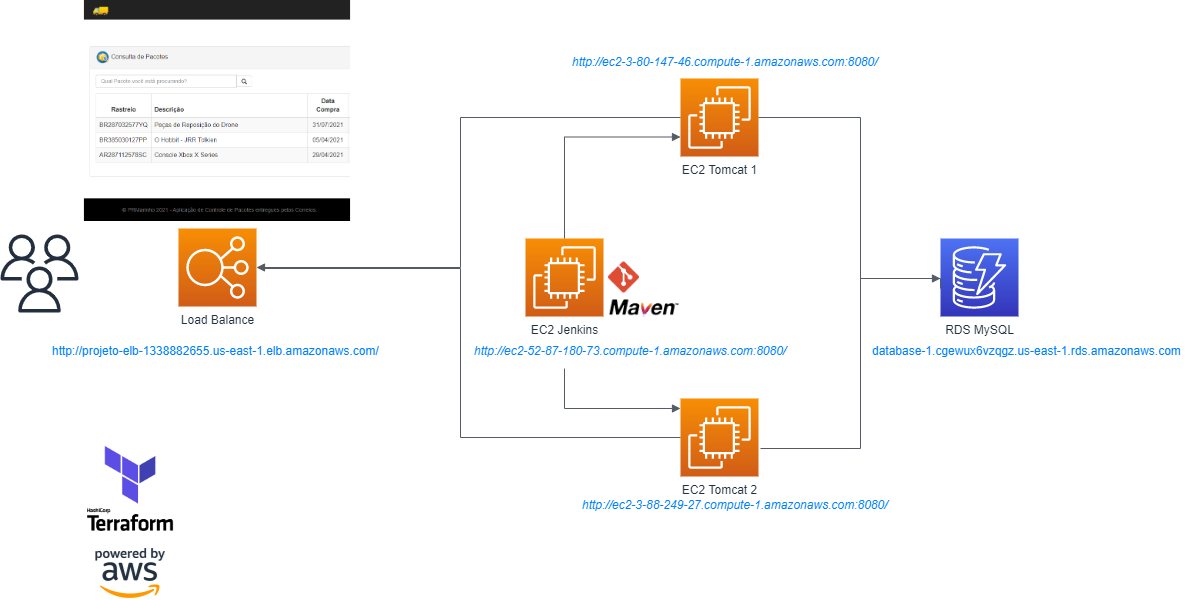 Consulta de Pacotes
Qual Pacote você está procurando?
Rastreio Descrição Data Compra
BR287032577YQ Peças de Reposição do Drone 31/07/2021
BR385030127PP O Hobbit - JRR Tolkien 05/04/2021
AR287112578SC Console Xbox X Series 29/04/2021
2021 - Aplicação de Controle de Pacotes entregues pelos Correios
http://ec2-3-80-147-46.compute-1.amazonaws.com:8080/
EC2 Tomcat 1
Load Balance
http://projeto-elb-1338882655.us-east-1.elb.amazonaws.com/
Maven™
EC2 Jenkins
http://ec2-52-87-180-73.compute-1.amazonaws.com:8080/
RDS MySQL
database-1.cgewux6vzqgz.us-east-1.rds.amazonaws.com
EC2 Tomcat 2
http://ec2-3-88-249-27.compute-1.amazonaws.com:8080/
HashiCorp
Terraform
powered by
aws